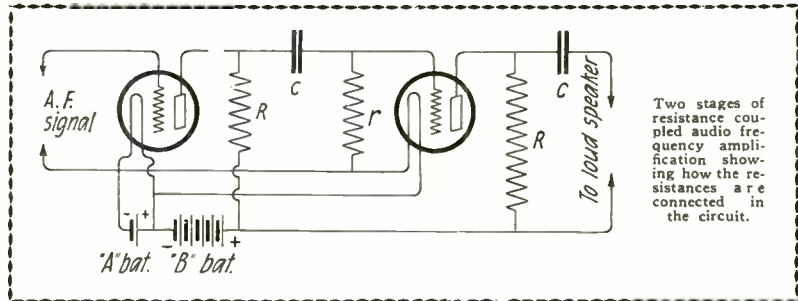 A.F.
signal
R
C
r
R
C
To loud speaker
- +
- +
"A" bat. "B" bat.
Two stages of
resistance cou-
pled audio fre-
quency ampli-
fication show-
ing how the re-
sistances are
connected in
the circuit.